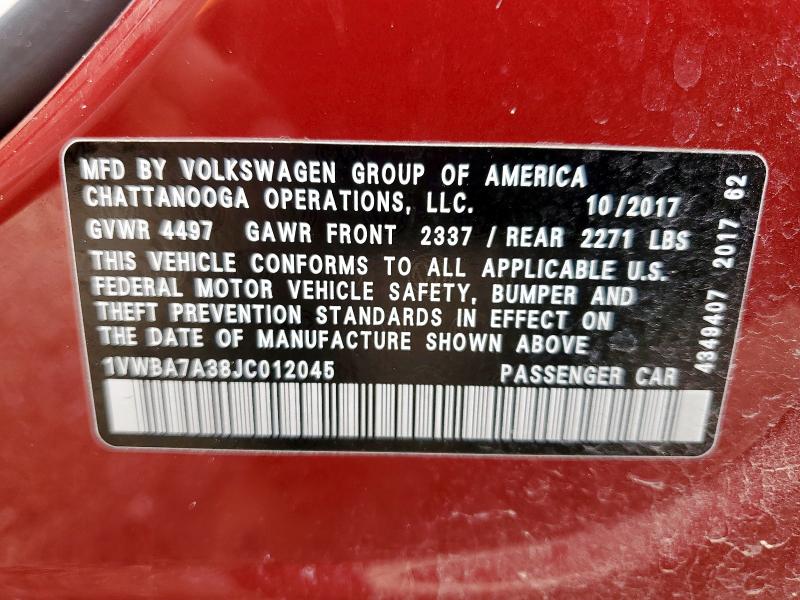 MFD BY VOLKSWAGEN GROUP OF AMERICA
CHATTANOOGA OPERATIONS, LLC. 10/2017
GVWR 4497 GAWR FRONT 2337 / REAR 2271 LBS
THIS VEHICLE CONFORMS TO ALL APPLICABLE U.S.
FEDERAL MOTOR VEHICLE SAFETY, BUMPER AND
THEFT PREVENTION STANDARDS IN EFFECT ON
THE DATE OF MANUFACTURE SHOWN ABOVE
1VWBA7A38JC012045 PASSENGER CAR
4349407 2017 62